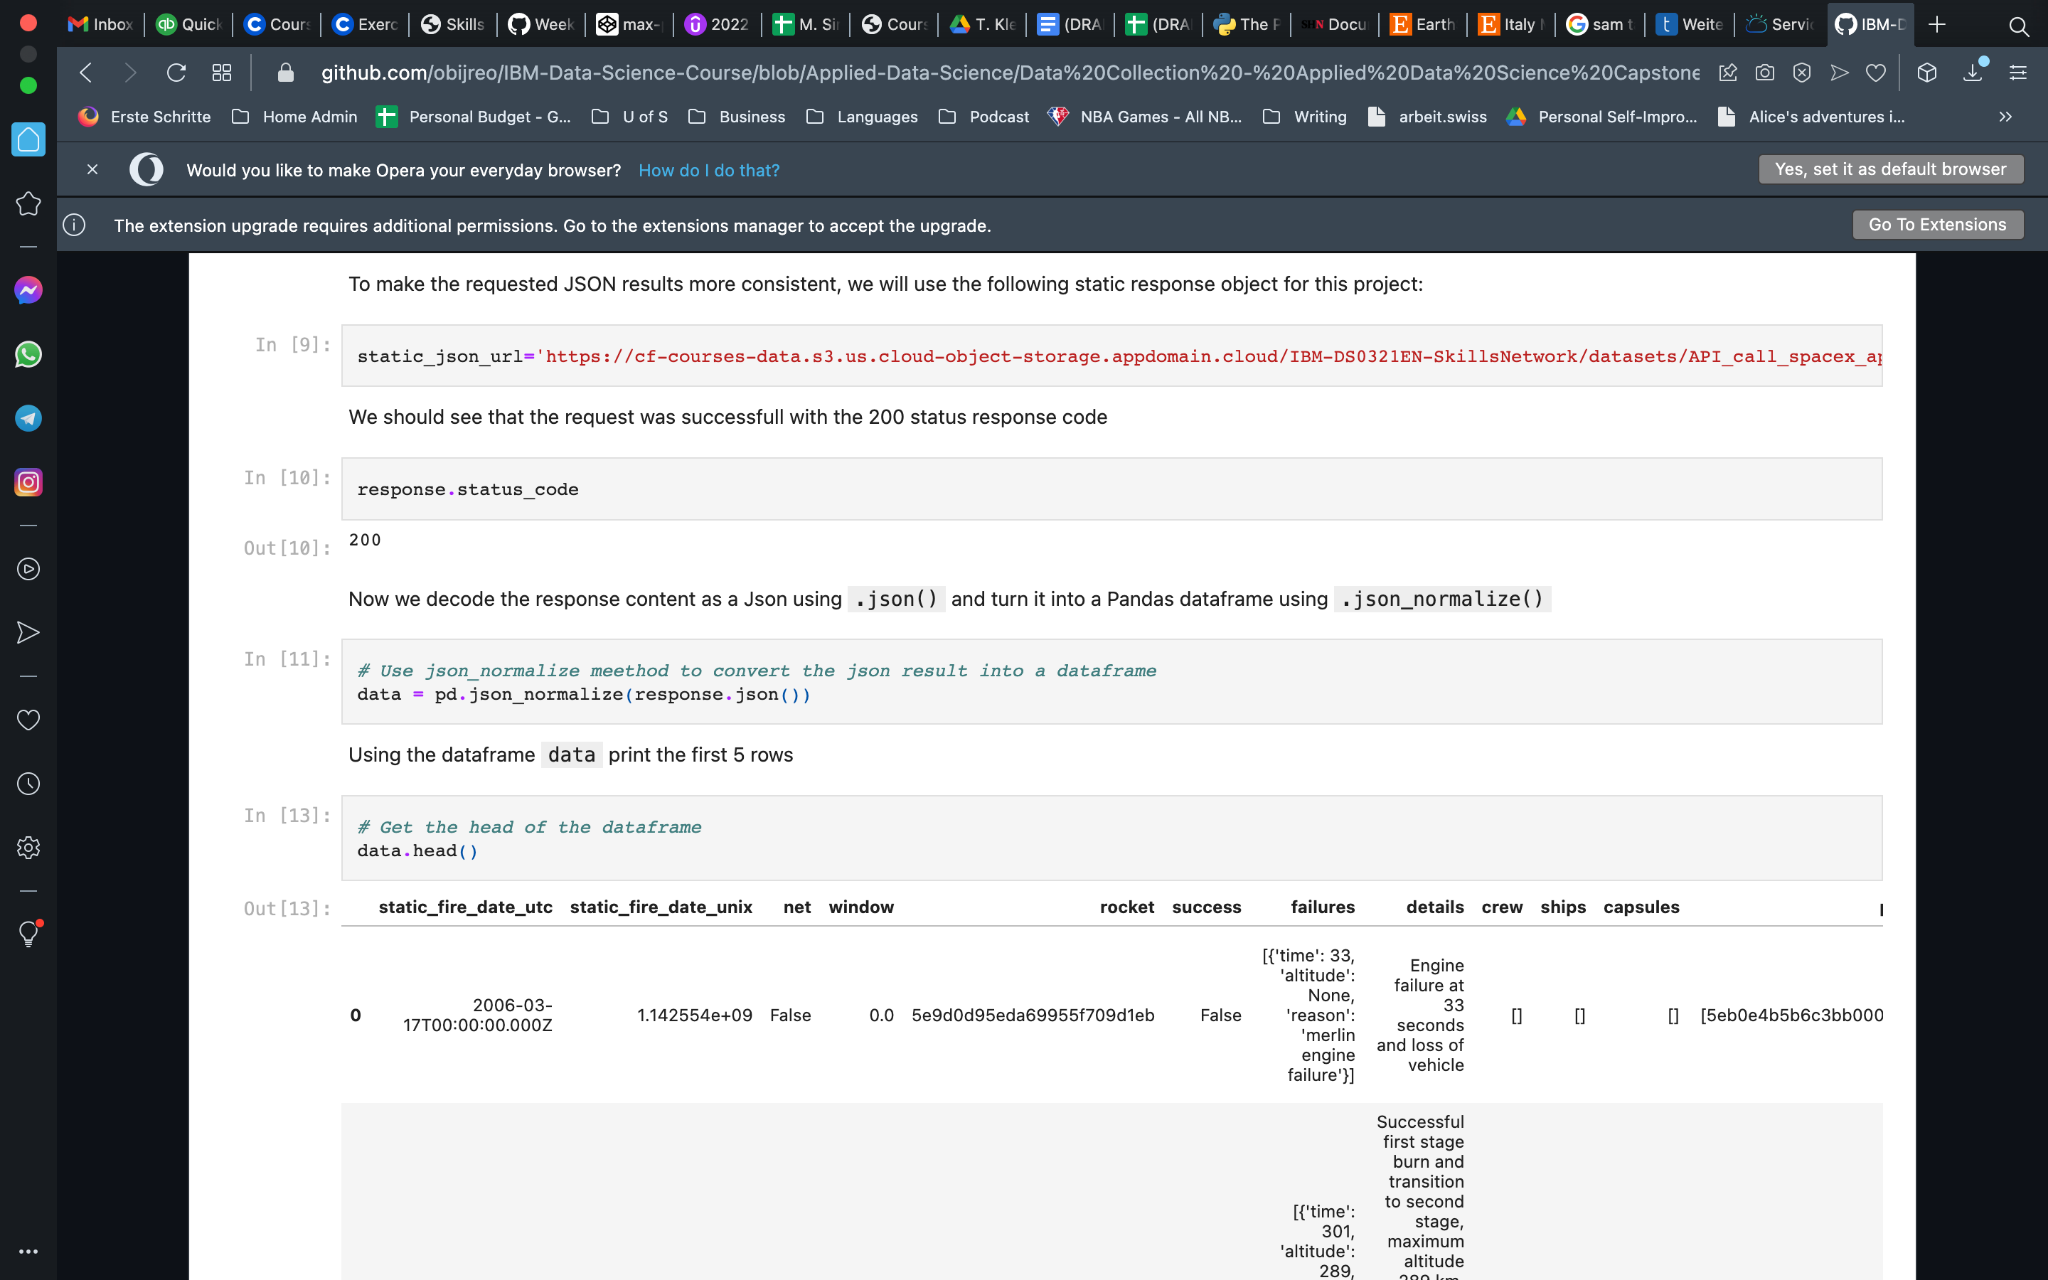 Inbox
Quick
Cour
Exerc
Skills
Week
max-
2022
M. Si
Cour
T. Kle
(DRA
(DRA
The P
SHN Docu
Earth
Italy
sam t
Weite
Servi
IBM-D
github.com/obijreo/IBM-Data-Science-Course/blob/Applied-Data-Science/Data%20Collection%20-%20Applied%20Data%20Science%20Capstone
Erste Schritte
Home Admin
Personal Budget - G...
U of S
Business
Languages
Podcast
NBA Games - All NB...
Writing
arbeit.swiss
Personal Self-Impro...
Alice's adventures i...
Would you like to make Opera your everyday browser? How do I do that?
Yes, set it as default browser
The extension upgrade requires additional permissions. Go to the extensions manager to accept the upgrade.
Go To Extensions
To make the requested JSON results more consistent, we will use the following static response object for this project:
In [9]:
static_json_url='https://cf-courses-data.s3.us.cloud-object-storage.appdomain.cloud/IBM-DS0321EN-SkillsNetwork/datasets/API_call_spacex_ap
We should see that the request was successfull with the 200 status response code
In [10]:
response.status_code
Out[10]:
200
Now we decode the response content as a Json using .json() and turn it into a Pandas dataframe using .json_normalize()
In [11]:
# Use json_normalize meethod to convert the json result into a dataframe
data = pd.json_normalize(response.json())
Using the dataframe data print the first 5 rows
In [13]:
# Get the head of the dataframe
data.head()
Out[13]:
static_fire_date_utc static_fire_date_unix net window rocket success failures details crew ships capsules
0
2006-03-
17T00:00:00.000Z
1.142554e+09
False
0.0
5e9d0d95eda69955f709d1eb
False
[{'time': 33,
'altitude':
None,
'reason':
'merlin
engine
failure'}]
Engine
failure at
33
seconds
and loss of
vehicle
[]
[]
[]
[5eb0e4b5b6c3bb000
[{'time':
301,
'altitude':
289,
Successful
first stage
burn and
transition
to second
stage,
maximum
altitude
289 km,